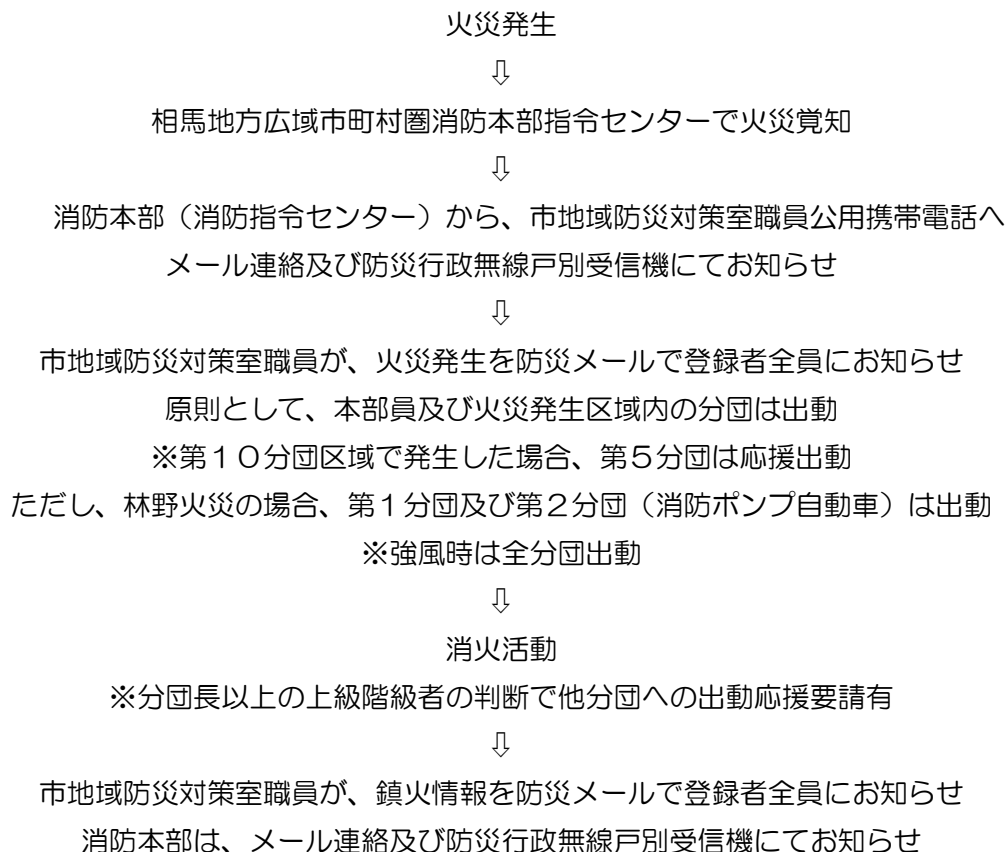 火災発生
⇩
相馬地方広域市町村圏消防本部指令センターで火災覚知
⇩
消防本部（消防指令センター）から、市地域防災対策室職員公用携帯電話へ
メール連絡及び防災行政無線戸別受信機にてお知らせ
⇩
市地域防災対策室職員が、火災発生を防災メールで登録者全員にお知らせ
原則として、本部員及び火災発生区域内の分団は出動
※第１０分団区域で発生した場合、第５分団は応援出動
ただし、林野火災の場合、第１分団及び第２分団（消防ポンプ自動車）は出動
※強風時は全分団出動
⇩
消火活動
※分団長以上の上級階級者の判断で他分団への出動応援要請有
⇩
市地域防災対策室職員が、鎮火情報を防災メールで登録者全員にお知らせ
消防本部は、メール連絡及び防災行政無線戸別受信機にてお知らせ